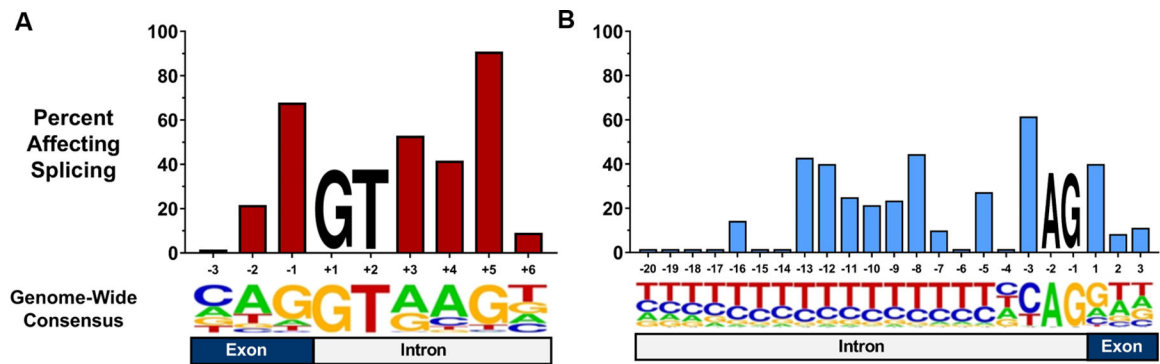 A
B
Percent
Affecting
Splicing
100
80
60
40
20
0
GT
-3 -2 -1 +1 +2 +3 +4 +5 +6
100
80
60
40
20
0
AG
-20 -19 -18 -17 -16 -15 -14 -13 -12 -11 -10 -9 -8 -7 -6 -5 -4 -3 -2 -1 1 2 3
Genome-Wide
Consensus
CAGGTAAGT
TTTTTTTTTTTTTTTTCCAGGTT
Exon Intron
Intron Exon